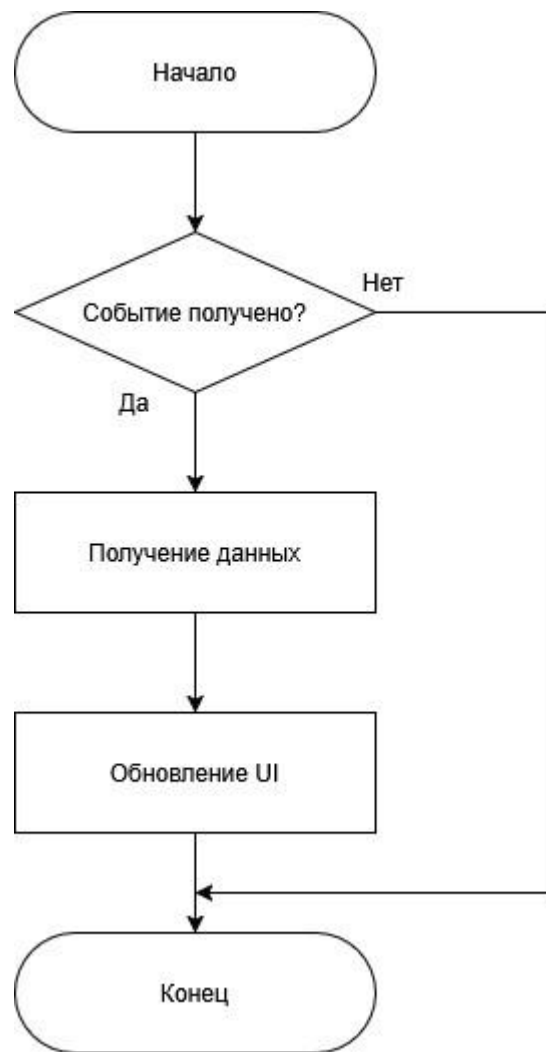 Начало
Нет
Событие получено?
Да
Получение данных
Обновление UI
Конец